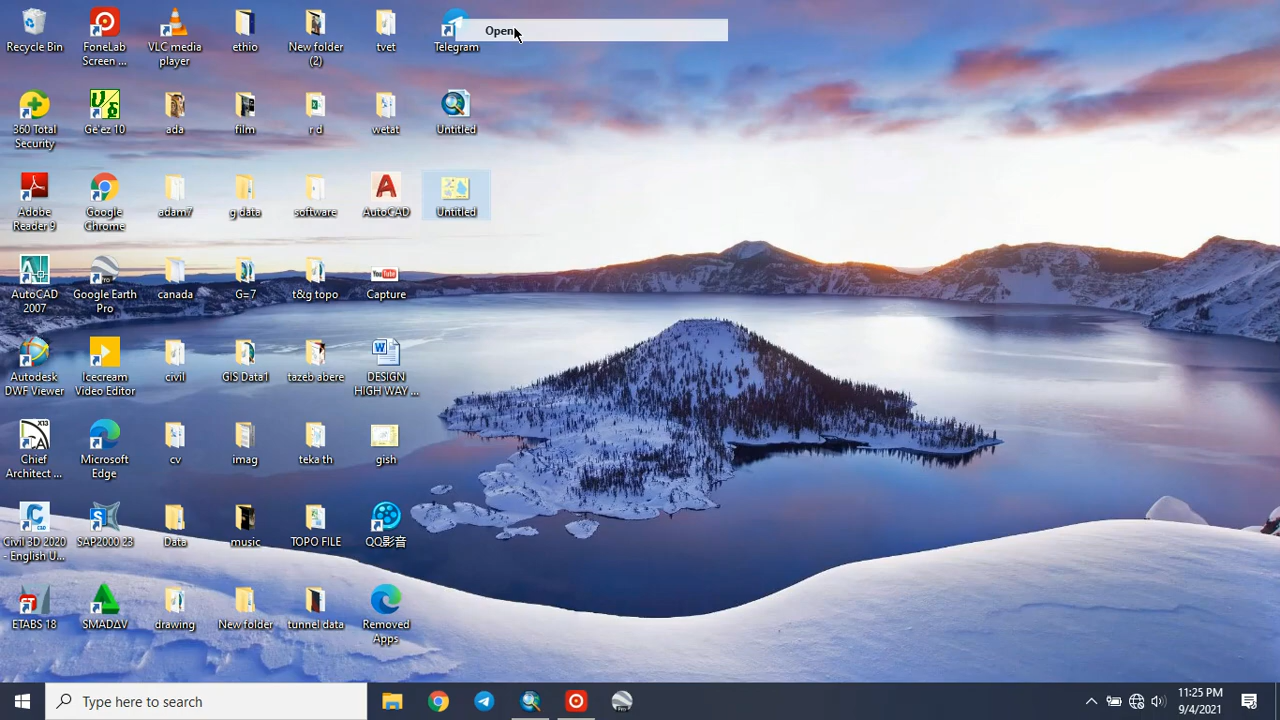 Open
Recycle Bin
FoneLab
Screen ...
VLC media
player
ethio
New folder
(2)
tvet
Telegram
360 Total
Security
Ge'ez 10
ada
film
r d
wetat
Untitled
Adobe
Reader 9
Google
Chrome
adam7
g data
software
AutoCAD
Untitled
AutoCAD
2007
Google Earth
Pro
canada
G=7
t&g topo
YouTube
Capture
Autodesk
DWF Viewer
Icecream
Video Editor
civil
GIS Data1
tazeb abere
DESIGN
HIGH WAY ...
X13
Chief
Architect ...
Microsoft
Edge
cv
imag
teka th
gish
Civil 3D 2020
- English U...
SAP2000 23
Data
music
TOPO FILE
QQ影音
ETABS 18
SMADΔV
drawing
New folder
tunnel data
Removed
Apps
Type here to search
11:25 PM
9/4/2021